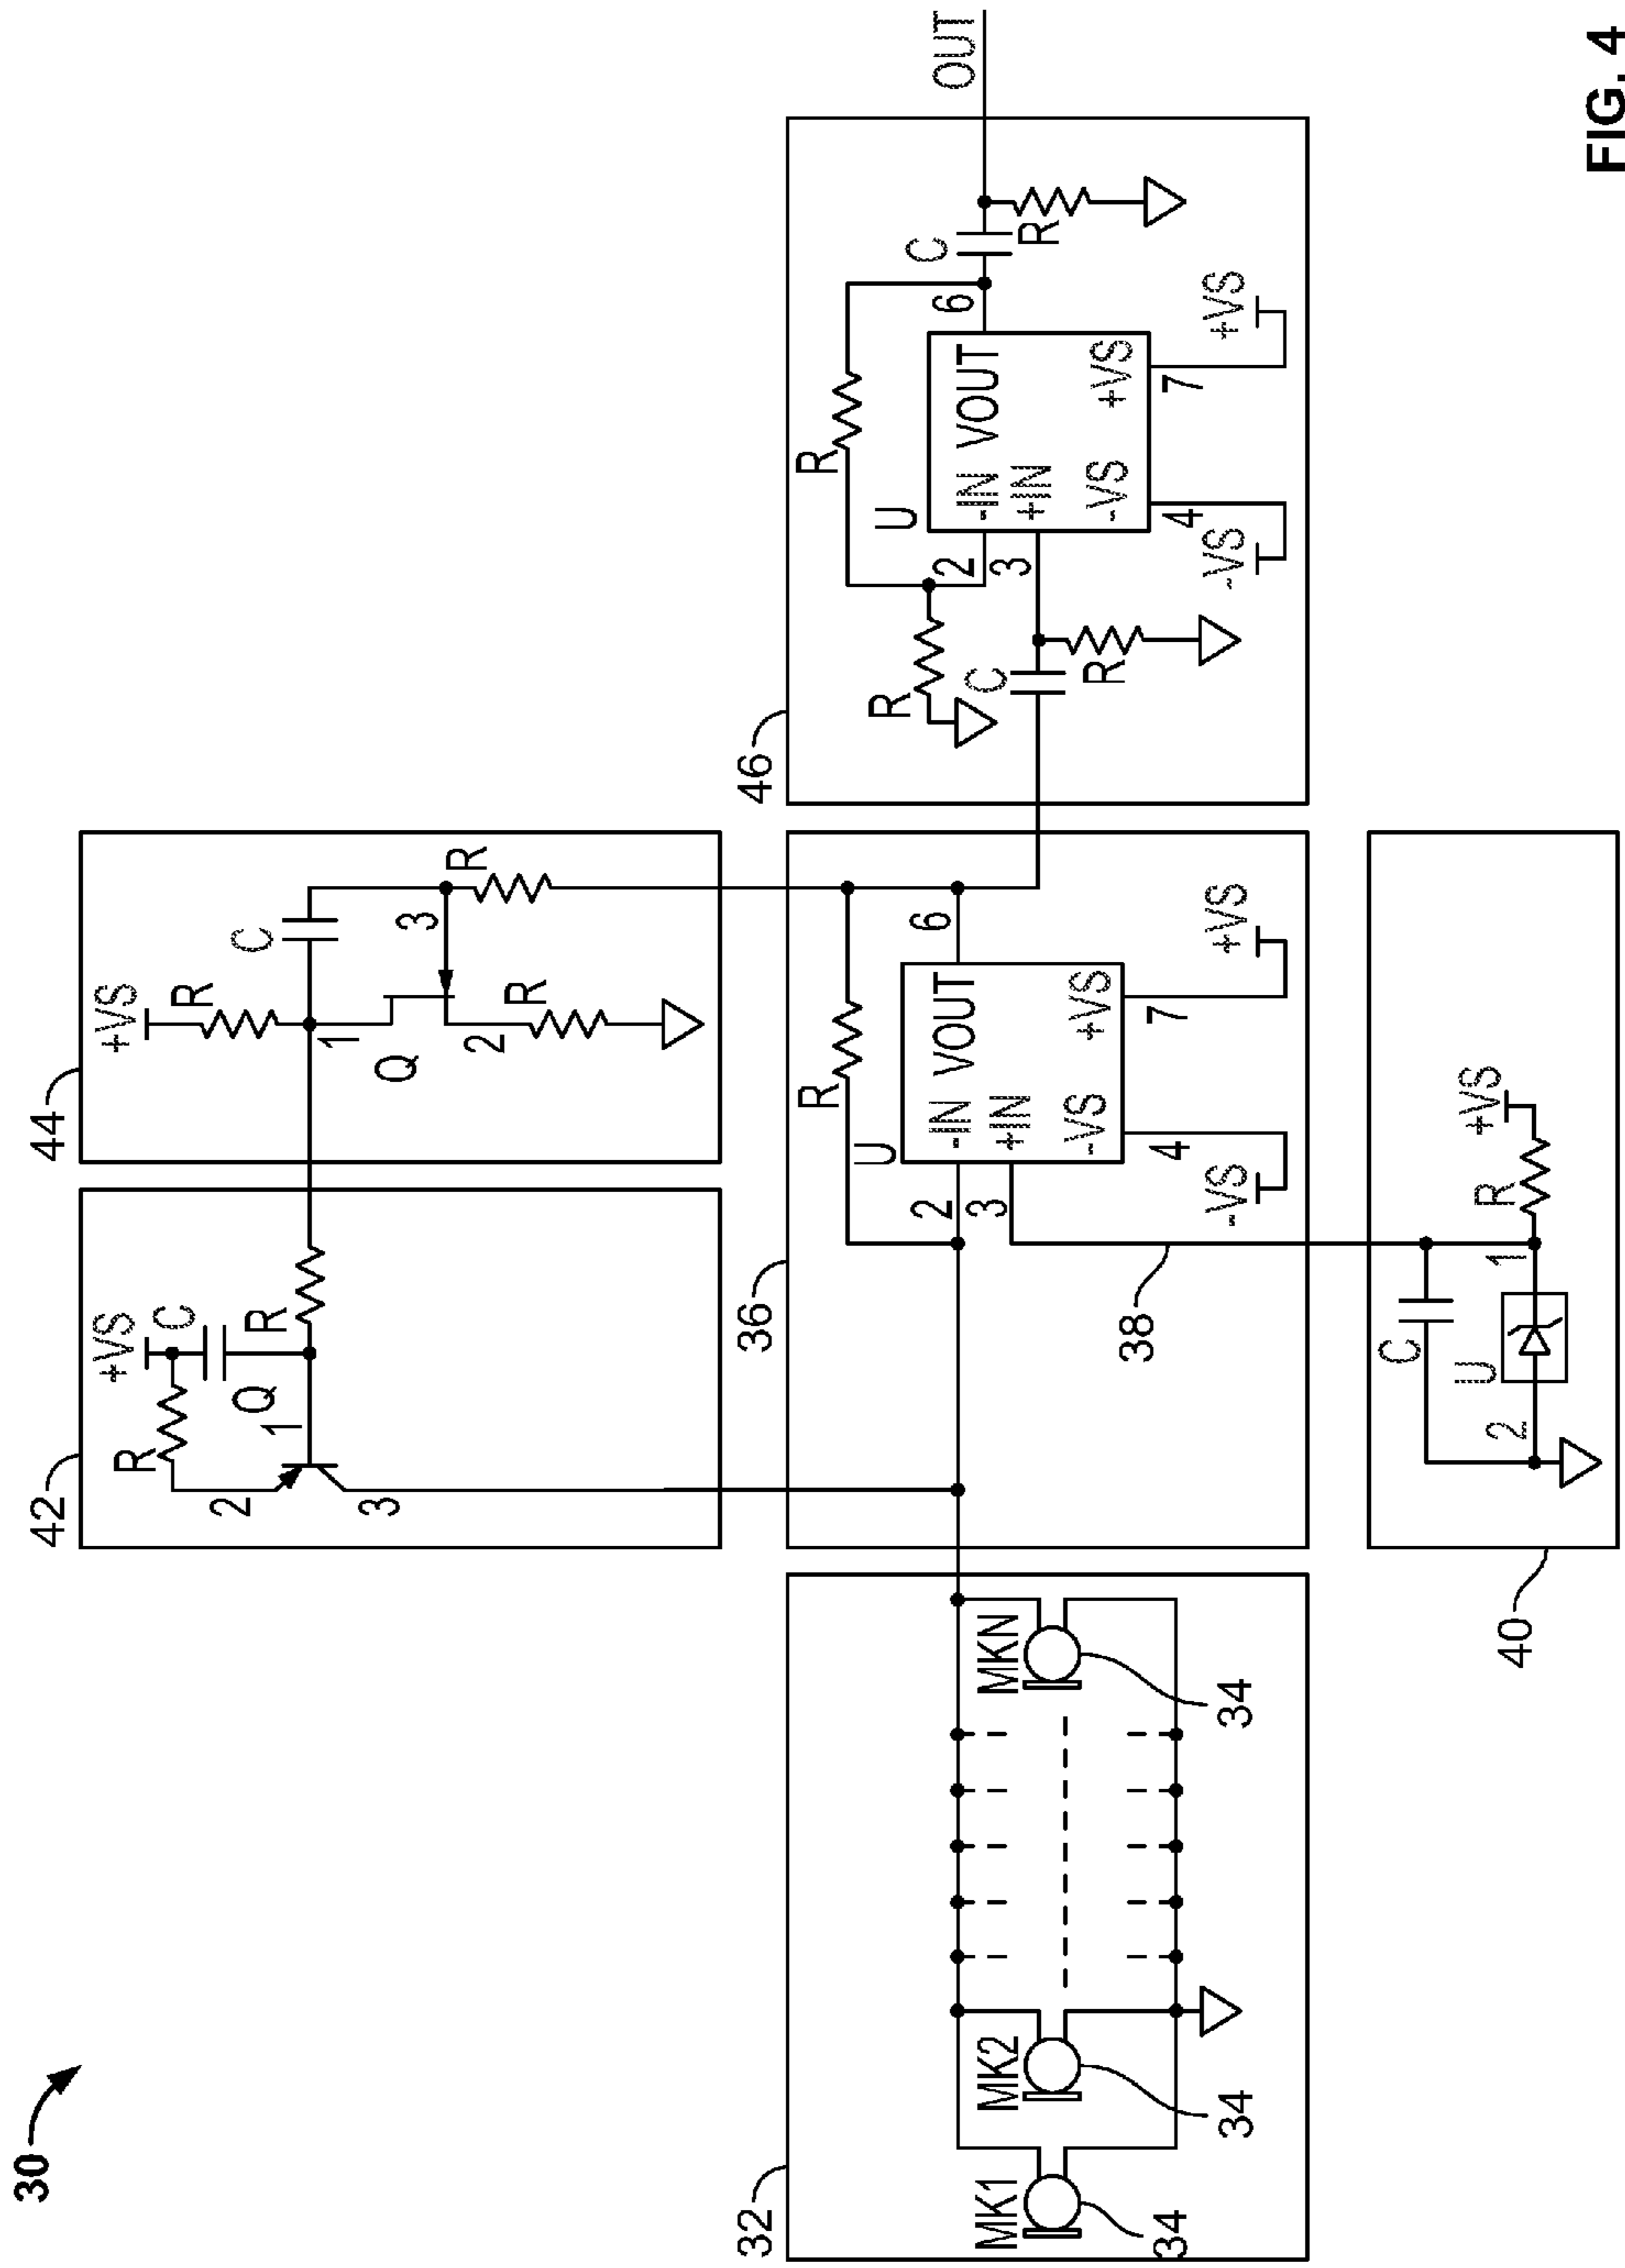 30
42
+VS
R
C
Q
R
1
2
3
44
+VS
R
C
1
Q
3
2
R
R
32
MK1
MK2
MKN
34
34
34
36
R
U
2
3
-IN
+IN
VOUT
-VS
+VS
6
4
7
-VS
+VS
38
46
R
R
C
R
U
2
3
-IN
+IN
VOUT
-VS
+VS
6
4
7
-VS
+VS
C
R
OUT
40
C
U
2
1
R
+VS
FIG. 4